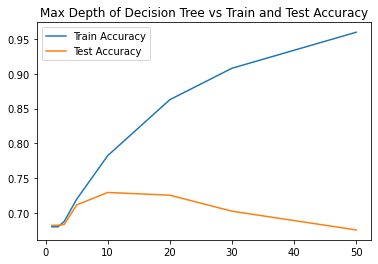 Max Depth of Decision Tree vs Train and Test Accuracy
Train Accuracy
Test Accuracy
0.95
0.90
0.85
0.80
0.75
0.70
0 10 20 30 40 50